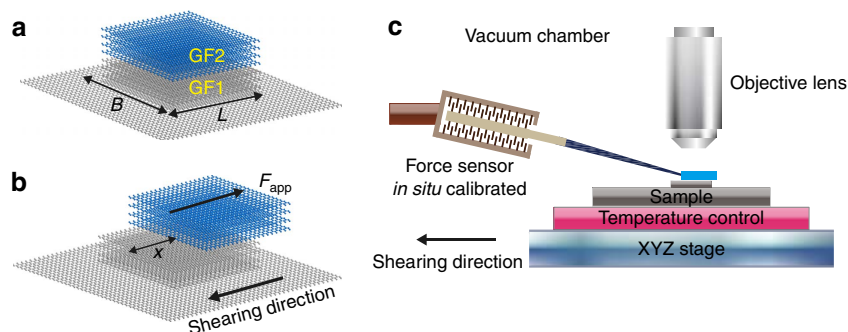 a
GF2
GF1
B
L
b
F_app
x
Shearing direction
c
Vacuum chamber
Objective lens
Force sensor
in situ calibrated
Sample
Temperature control
XYZ stage
Shearing direction